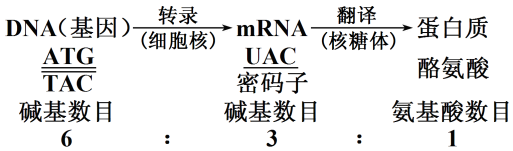 DNA(基因) 转录 (细胞核) mRNA 翻译 (核糖体) 蛋白质
ATG UAC 酪氨酸
TAC 密码子
碱基数目 碱基数目 氨基酸数目
6 : 3 : 1